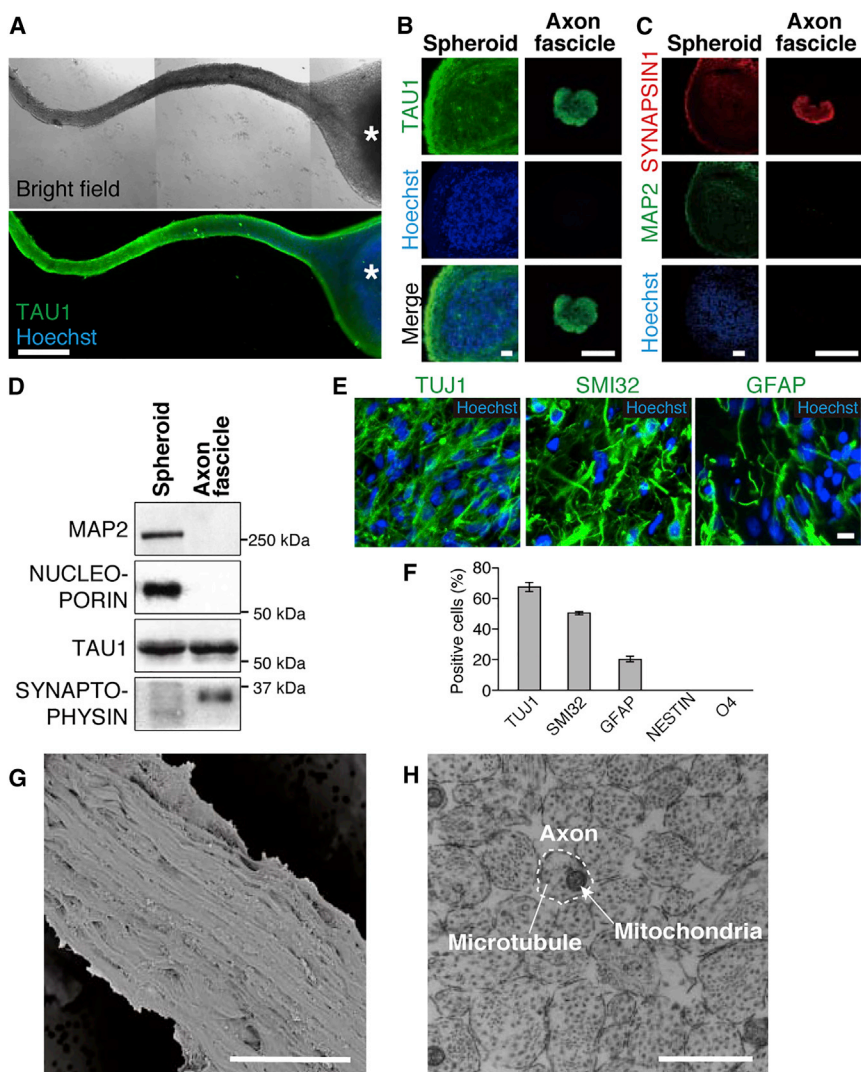 A
Bright field
*
TAU1
Hoechst
*
B
Spheroid
Axon
fascicle
TAU1
Hoechst
Merge
C
Spheroid
Axon
fascicle
SYNAPSIN1
MAP2
Hoechst
D
Spheroid
Axon
fascicle
MAP2
250 kDa
NUCLEO-
PORIN
50 kDa
TAU1
50 kDa
SYNAPTO-
PHYSIN
37 kDa
E
TUJ1
SMI32
GFAP
Hoechst
Hoechst
Hoechst
F
Positive cells (%)
80
60
40
20
0
TUJ1
SMI32
GFAP
NESTIN
O4
G
H
Axon
Microtubule
Mitochondria